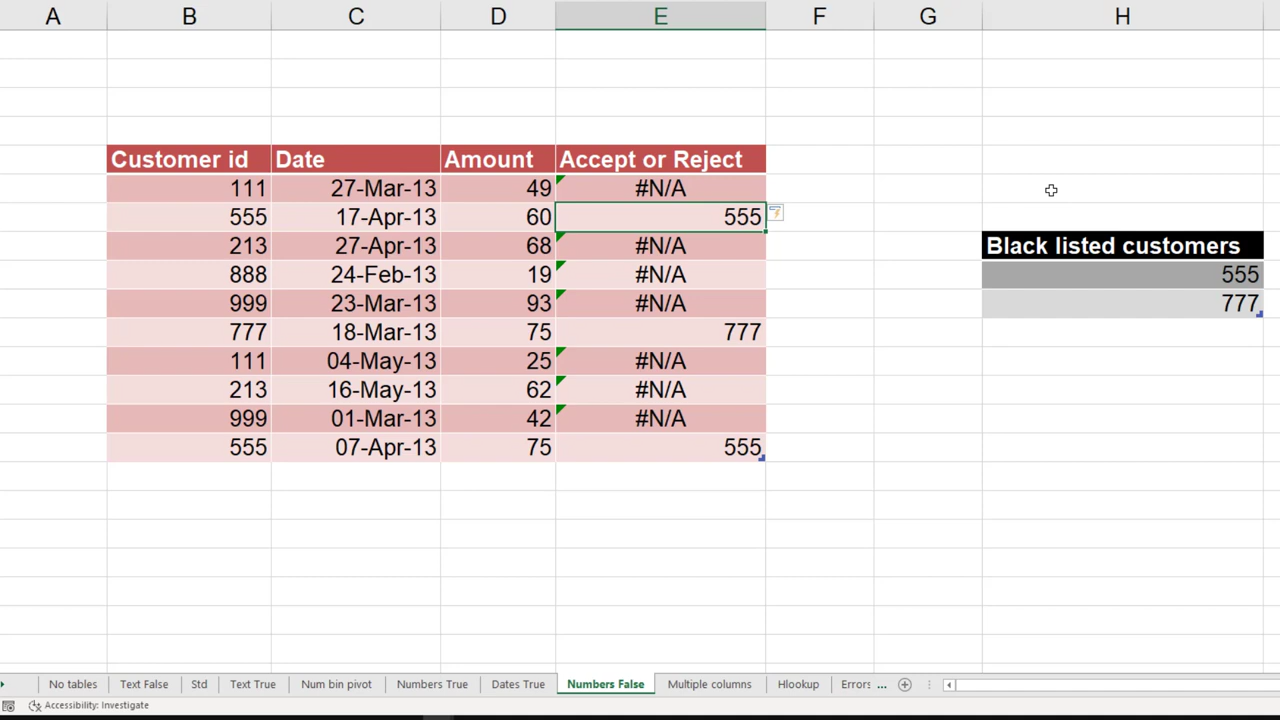 A B C D E F G H
Customer id Date Amount Accept or Reject
111 27-Mar-13 49 #N/A
555 17-Apr-13 60 555
213 27-Apr-13 68 #N/A Black listed customers
888 24-Feb-13 19 #N/A 555
999 23-Mar-13 93 #N/A 777
777 18-Mar-13 75 777
111 04-May-13 25 #N/A
213 16-May-13 62 #N/A
999 01-Mar-13 42 #N/A
555 07-Apr-13 75 555
No tables Text False Std Text True Num bin pivot Numbers True Dates True Numbers False Multiple columns Hlookup Errors ...
Accessibility: Investigate